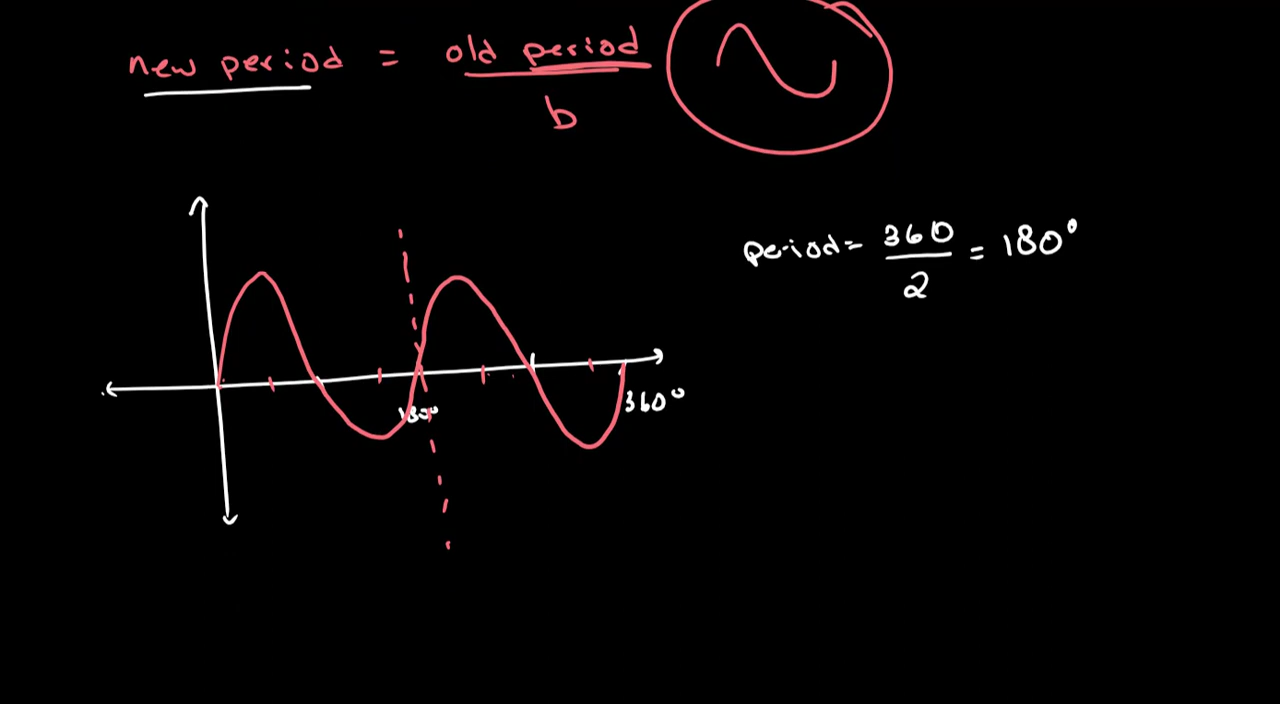 new period = old period
b
period = 360
2
= 180°
180°
360°